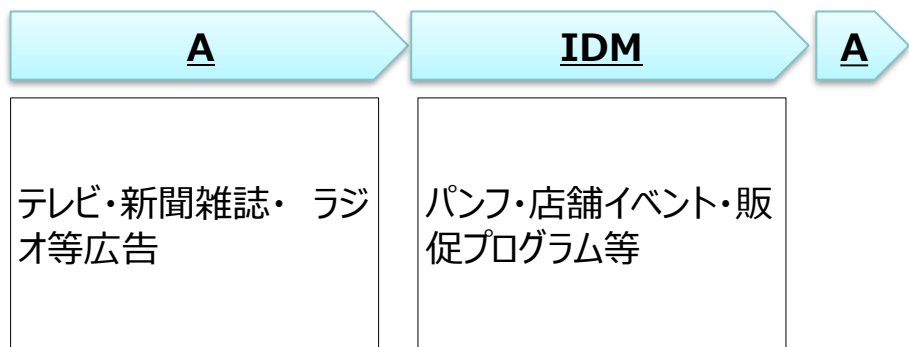 A
IDM
A
テレビ・新聞雑誌・ ラジ
オ等広告
パンフ・店舗イベント・販
促プログラム等